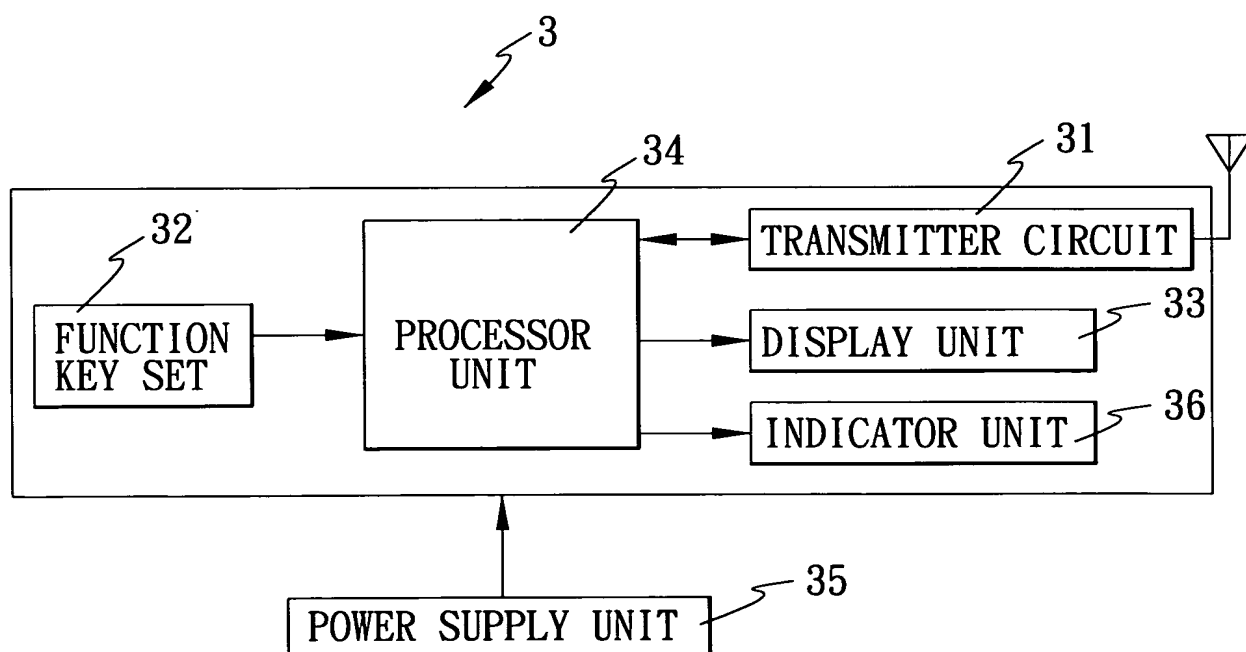 3
34
31
32
TRANSMITTER CIRCUIT
33
FUNCTION
KEY SET
PROCESSOR
UNIT
DISPLAY UNIT
36
INDICATOR UNIT
35
POWER SUPPLY UNIT